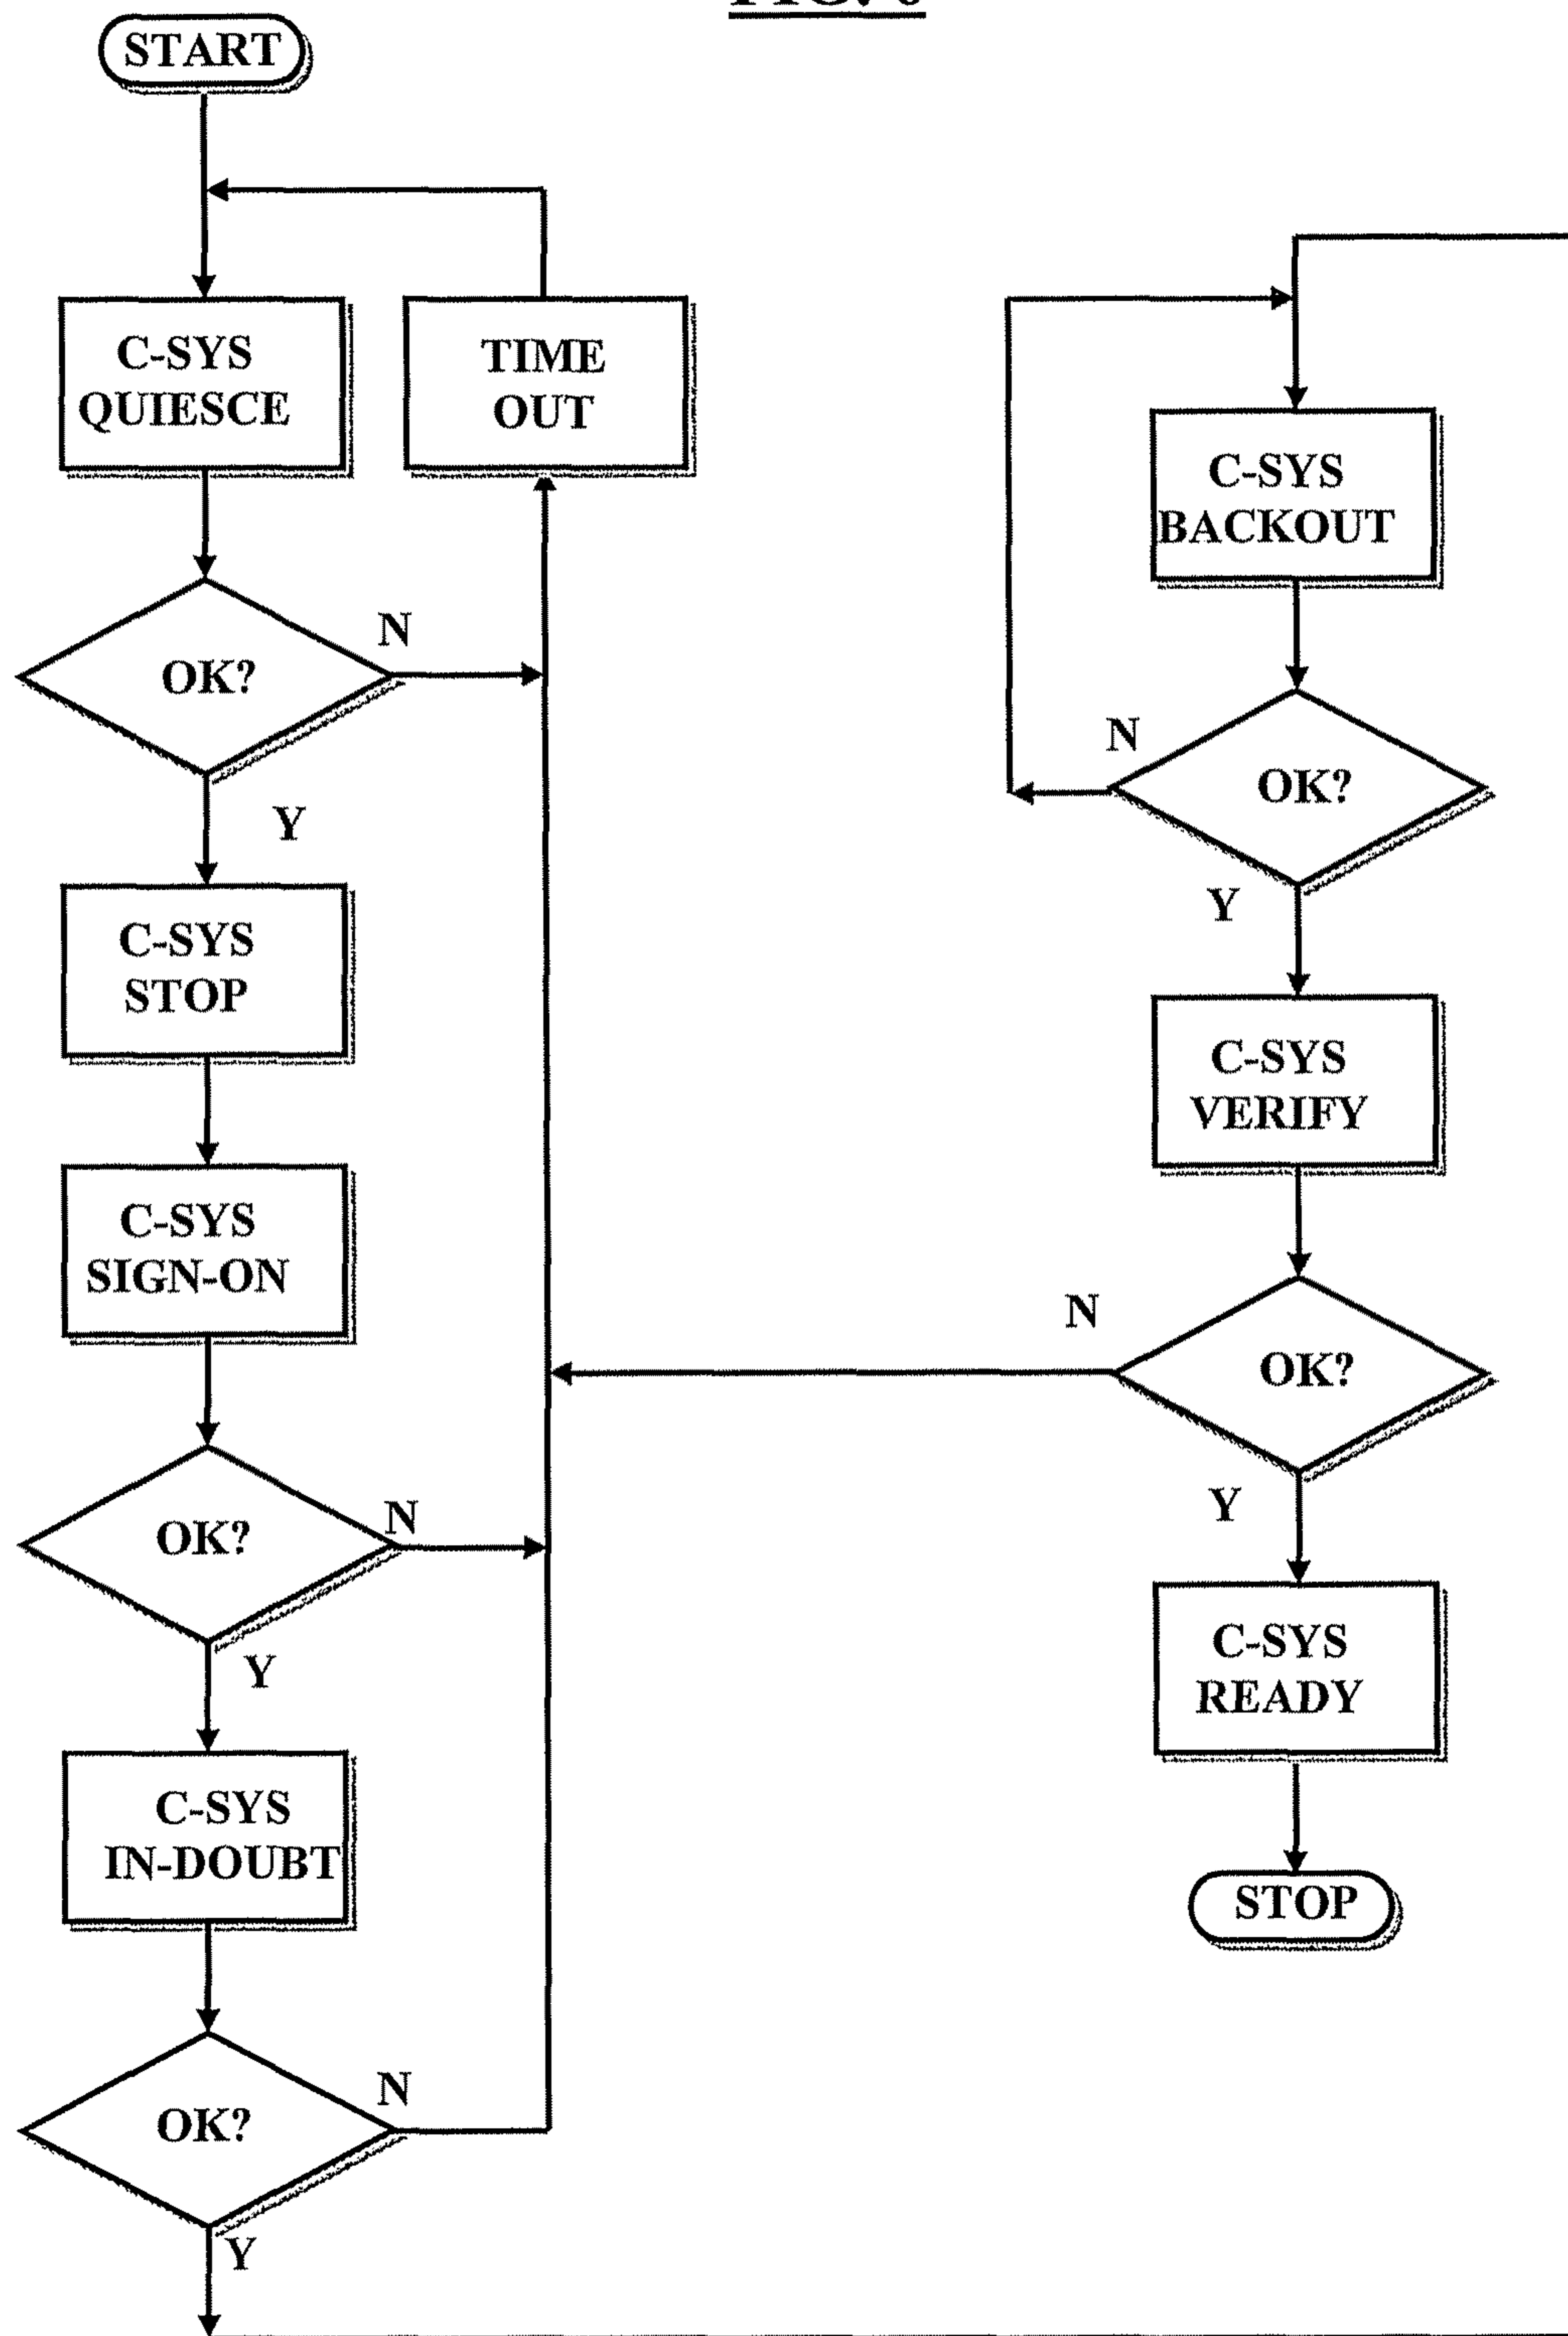 START
C-SYS
QUIESCE
TIME
OUT
OK?
N
Y
C-SYS
STOP
C-SYS
SIGN-ON
OK?
N
Y
C-SYS
IN-DOUBT
OK?
N
Y
C-SYS
BACKOUT
OK?
N
Y
C-SYS
VERIFY
OK?
N
Y
C-SYS
READY
STOP